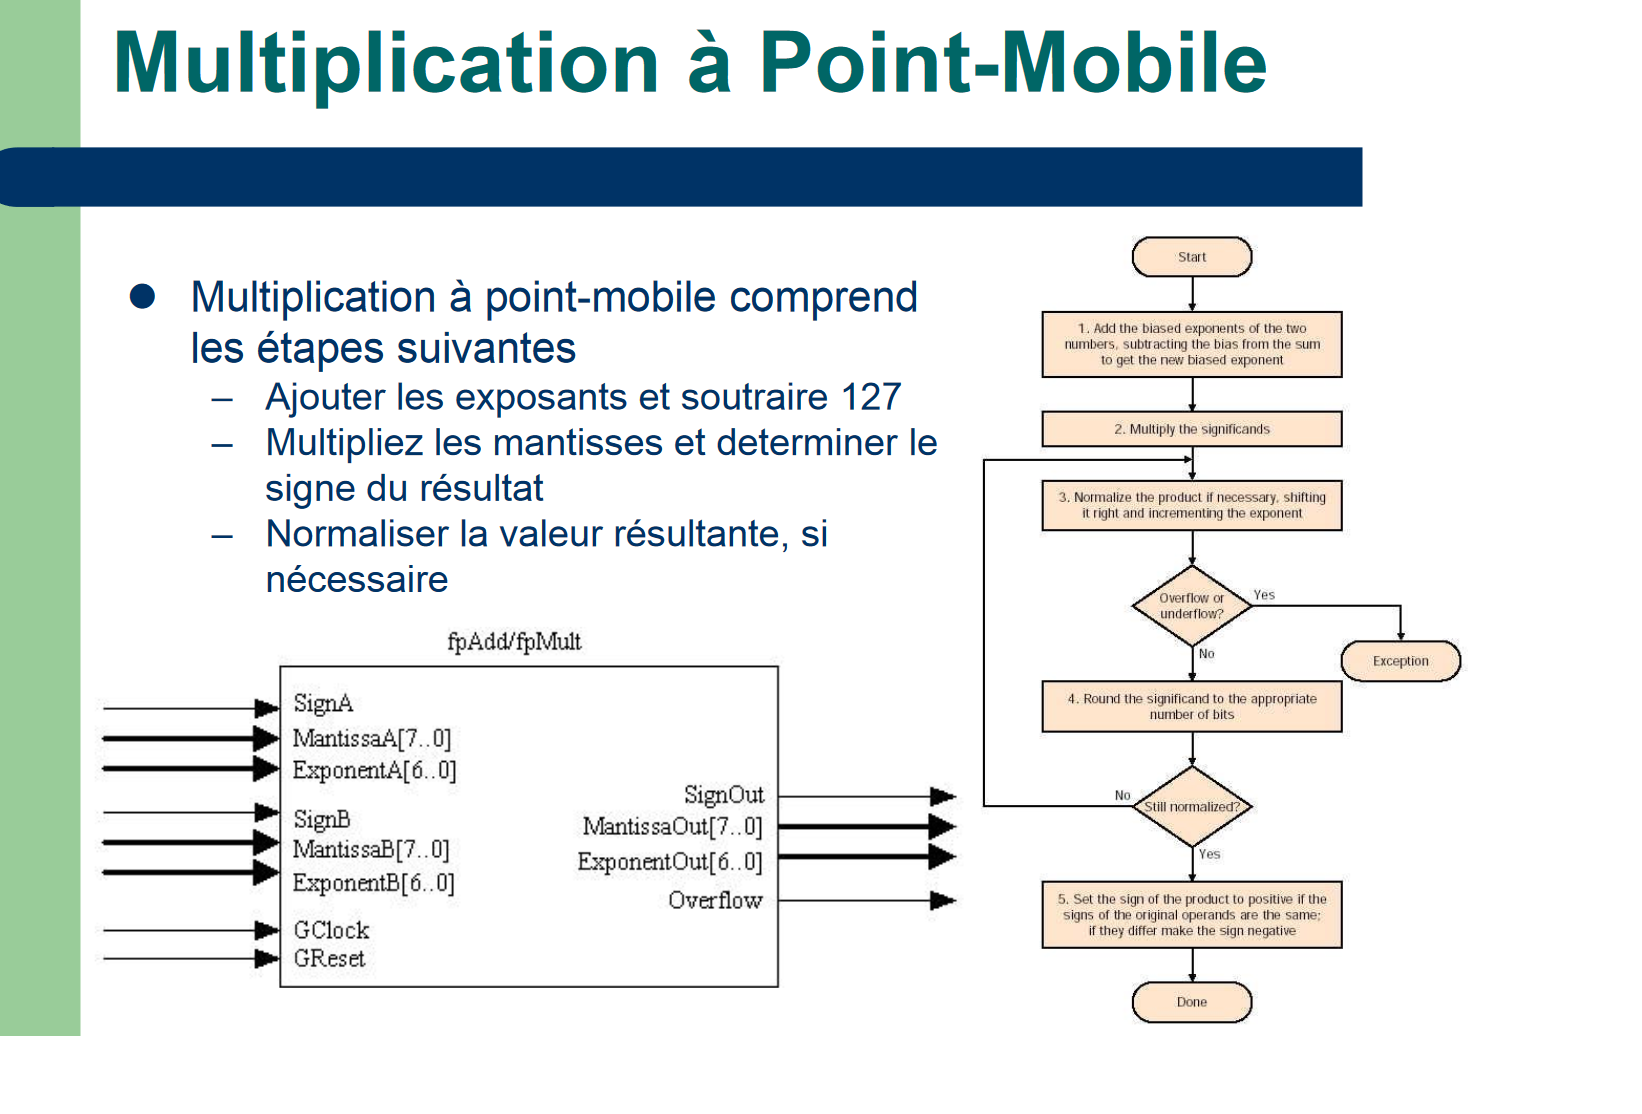 Multiplication à Point-Mobile
Multiplication à point-mobile comprend
les étapes suivantes
– Ajouter les exposants et soutraire 127
– Multipliez les mantisses et determiner le
signe du résultat
– Normaliser la valeur résultante, si
nécessaire
fpAdd/fpMult
SignA
MantissaA[7..0]
ExponentA[6..0]
SignB
MantissaB[7..0]
ExponentB[6..0]
GClock
GReset
SignOut
MantissaOut[7..0]
ExponentOut[6..0]
Overflow
Start
1. Add the biased exponents of the two
numbers, subtracting the bias from the sum
to get the new biased exponent
2. Multiply the significands
3. Normalize the product if necessary, shifting
it right and incrementing the exponent
Overflow or
underflow?
Yes
Exception
No
4. Round the significand to the appropriate
number of bits
Still normalized?
No
Yes
5. Set the sign of the product to positive if the
signs of the original operands are the same;
if they differ make the sign negative
Done